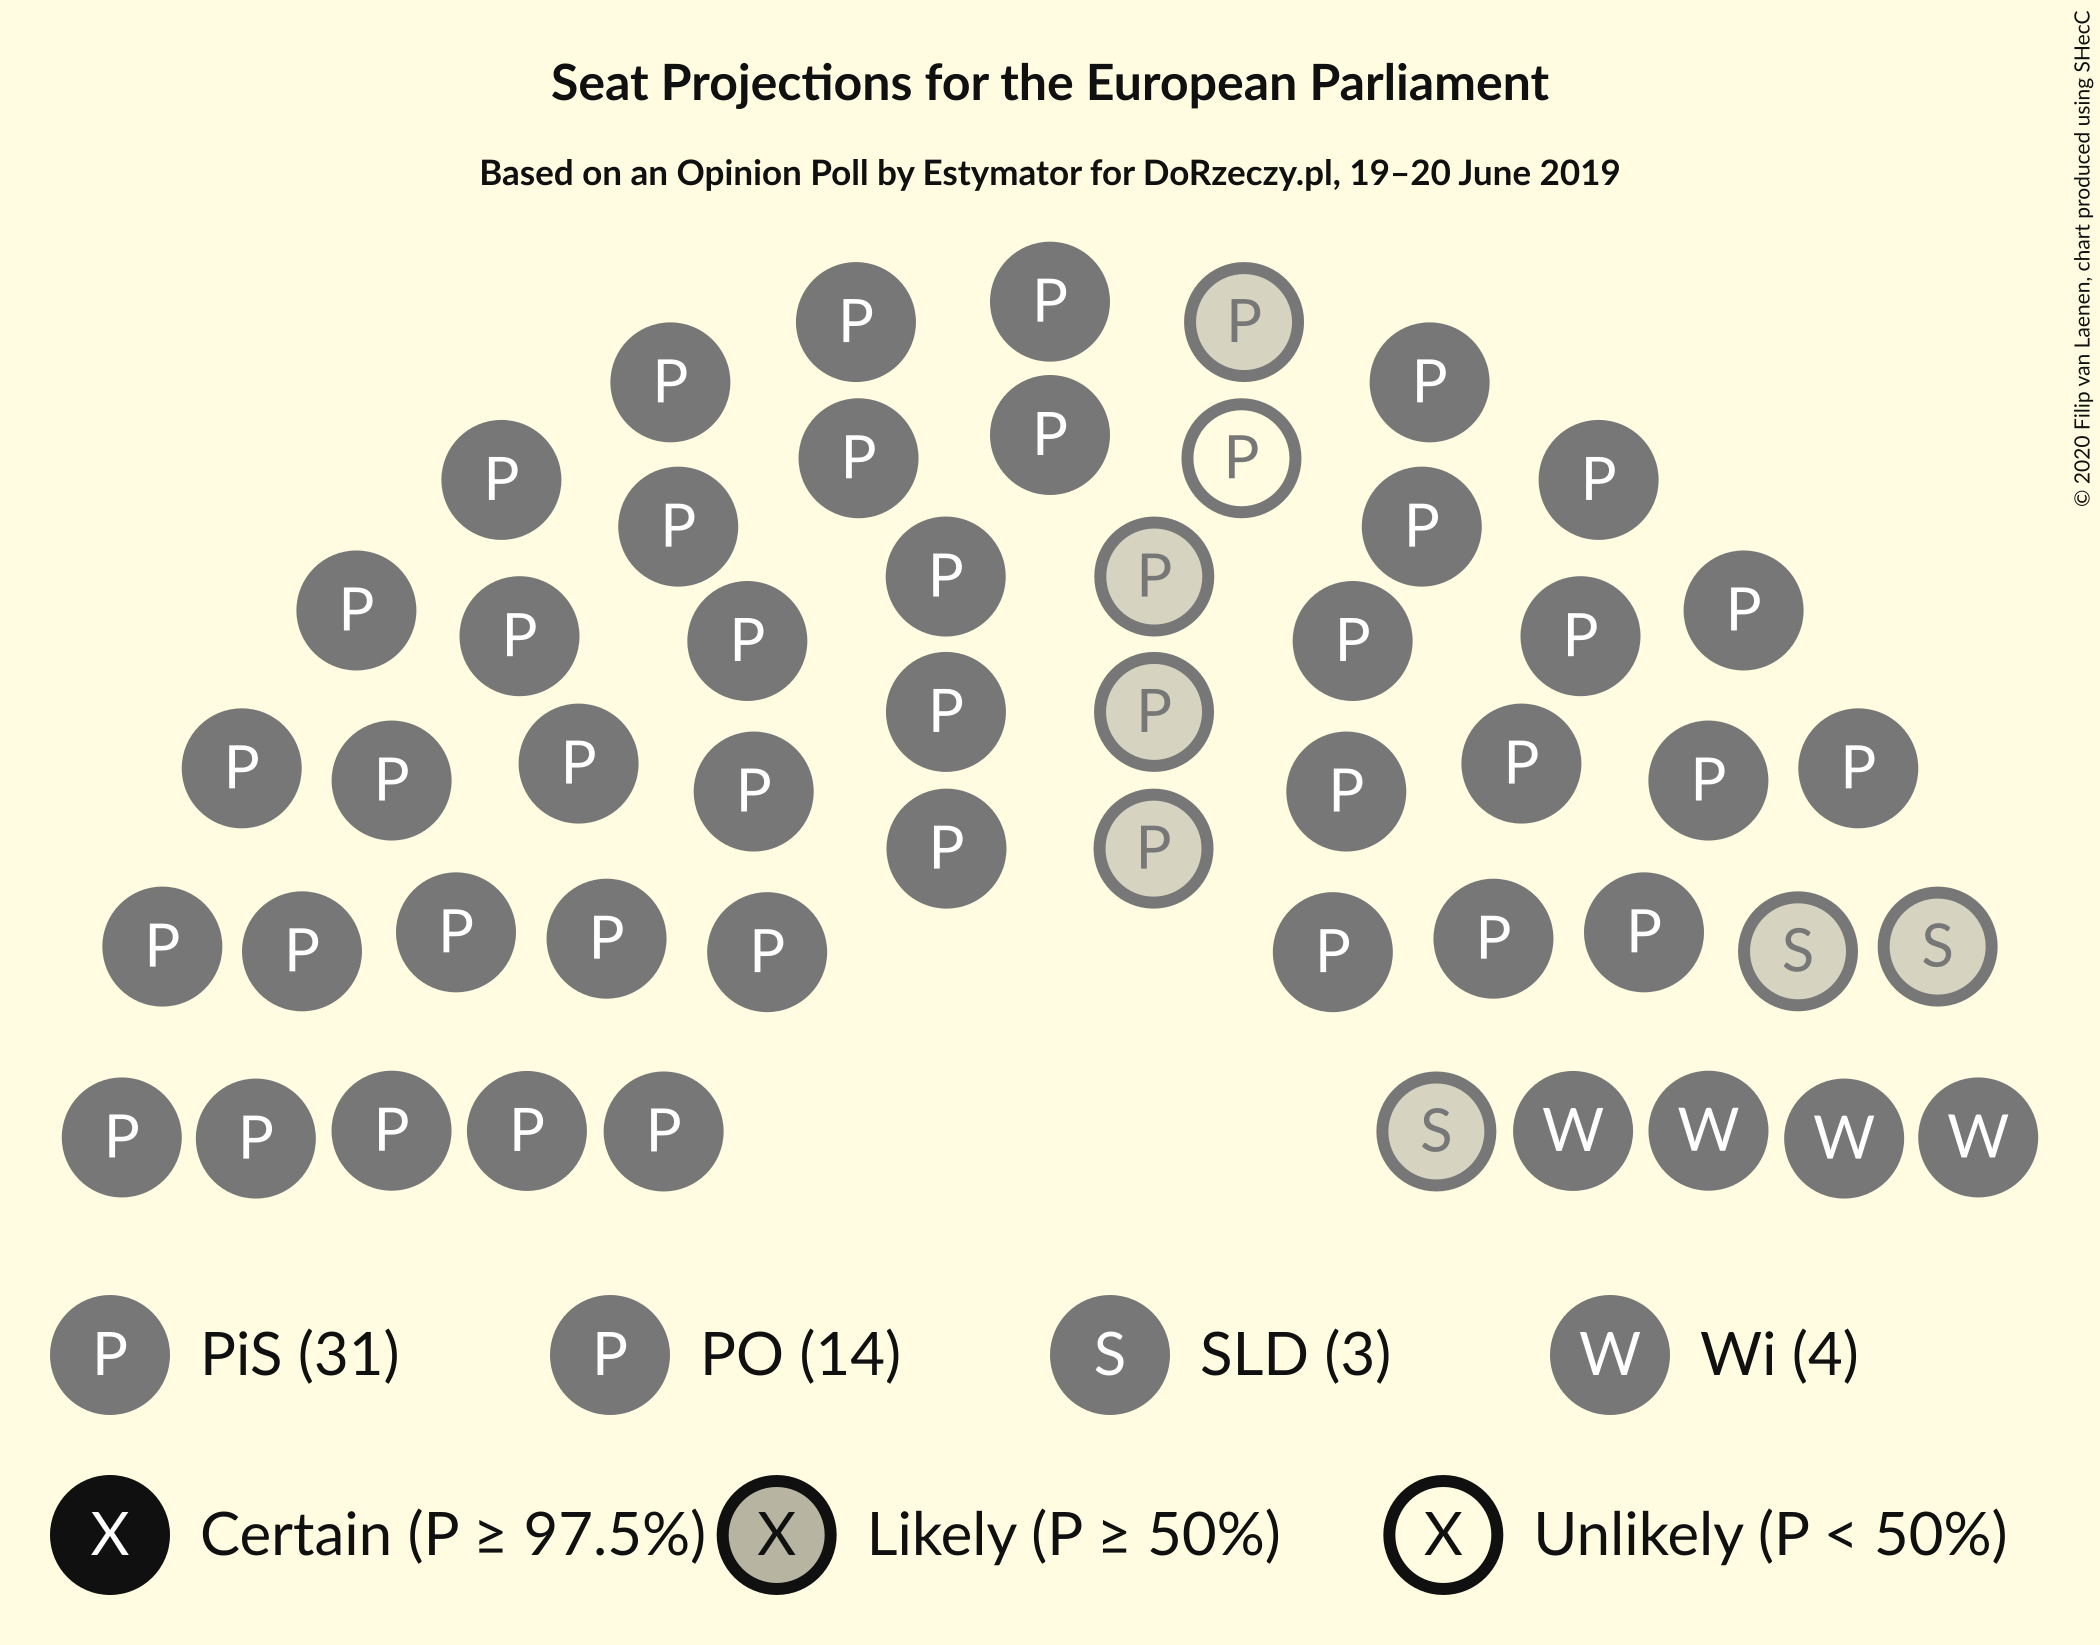 Seat Projections for the European Parliament
Based on an Opinion Poll by Estymator for DoRzeczy.pl, 19–20 June 2019
© 2020 Filip van Laenen, chart produced using SHecC
P
P P P
P P
P P P
P P
P P P P
P P P P
P P P
P P
P P P P
P P P P
P P P P
P P
P P P S S
P P P P P
P P P
P P P P P S W W W W
P PiS (31) P PO (14) S SLD (3) W Wi (4)
X Certain (P ≥ 97.5%) X Likely (P ≥ 50%) X Unlikely (P < 50%)